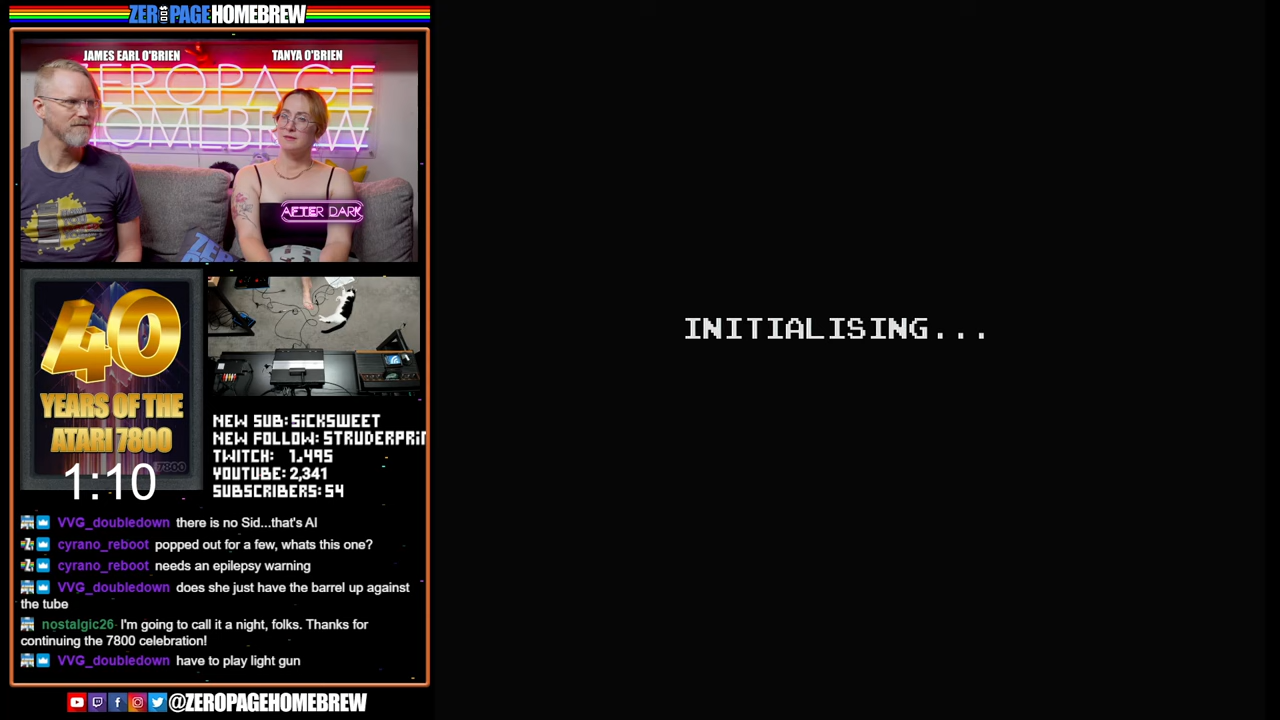 ZEROPAGE HOMEBREW
JAMES EARL O'BRIEN
TANYA O'BRIEN
ZEROPAGE
HOMEBREW
AFTER DARK
40
YEARS OF THE
ATARI 7800
7800
1:10
NEW SUB: SICKSWEET
NEW FOLLOW: STRUDERPRI
TWITCH: 1,495
YOUTUBE: 2,341
SUBSCRIBERS: 54
VVG_doubledown there is no Sid...that's AI
cyrano_reboot popped out for a few, whats this one?
cyrano_reboot needs an epilepsy warning
VVG_doubledown does she just have the barrel up against
the tube
nostalgic26 I'm going to call it a night, folks. Thanks for
continuing the 7800 celebration!
VVG_doubledown have to play light gun
@ZEROPAGEHOMEBREW
INITIALISING...